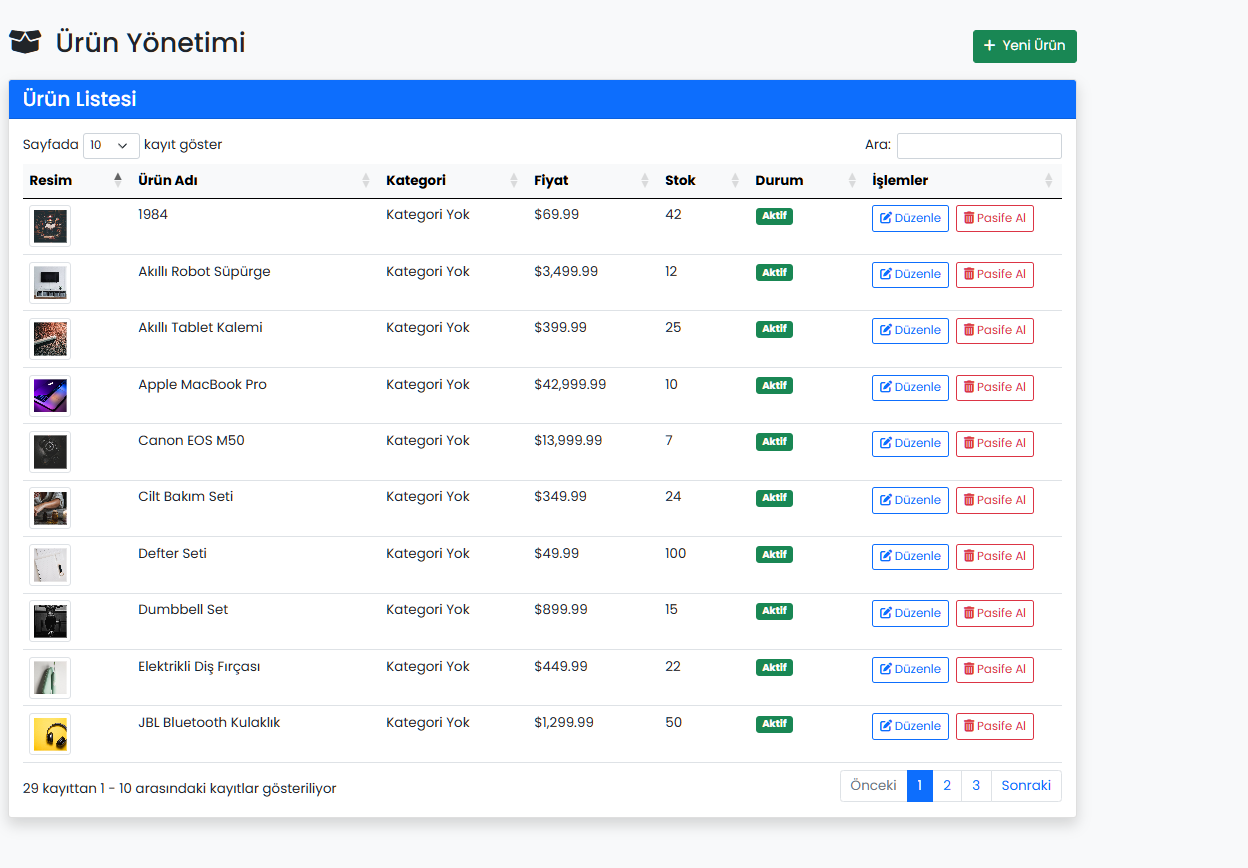 Ürün Yönetimi
+ Yeni Ürün
Ürün Listesi
Sayfada 10 kayıt göster
Ara:
Resim Ürün Adı Kategori Fiyat Stok Durum İşlemler
1984 Kategori Yok $69.99 42 Aktif Düzenle Pasife Al
Akıllı Robot Süpürge Kategori Yok $3,499.99 12 Aktif Düzenle Pasife Al
Akıllı Tablet Kalemi Kategori Yok $399.99 25 Aktif Düzenle Pasife Al
Apple MacBook Pro Kategori Yok $42,999.99 10 Aktif Düzenle Pasife Al
Canon EOS M50 Kategori Yok $13,999.99 7 Aktif Düzenle Pasife Al
Cilt Bakım Seti Kategori Yok $349.99 24 Aktif Düzenle Pasife Al
Defter Seti Kategori Yok $49.99 100 Aktif Düzenle Pasife Al
Dumbbell Set Kategori Yok $899.99 15 Aktif Düzenle Pasife Al
Elektrikli Diş Fırçası Kategori Yok $449.99 22 Aktif Düzenle Pasife Al
JBL Bluetooth Kulaklık Kategori Yok $1,299.99 50 Aktif Düzenle Pasife Al
29 kayıttan 1 - 10 arasındaki kayıtlar gösteriliyor
Önceki 1 2 3 Sonraki